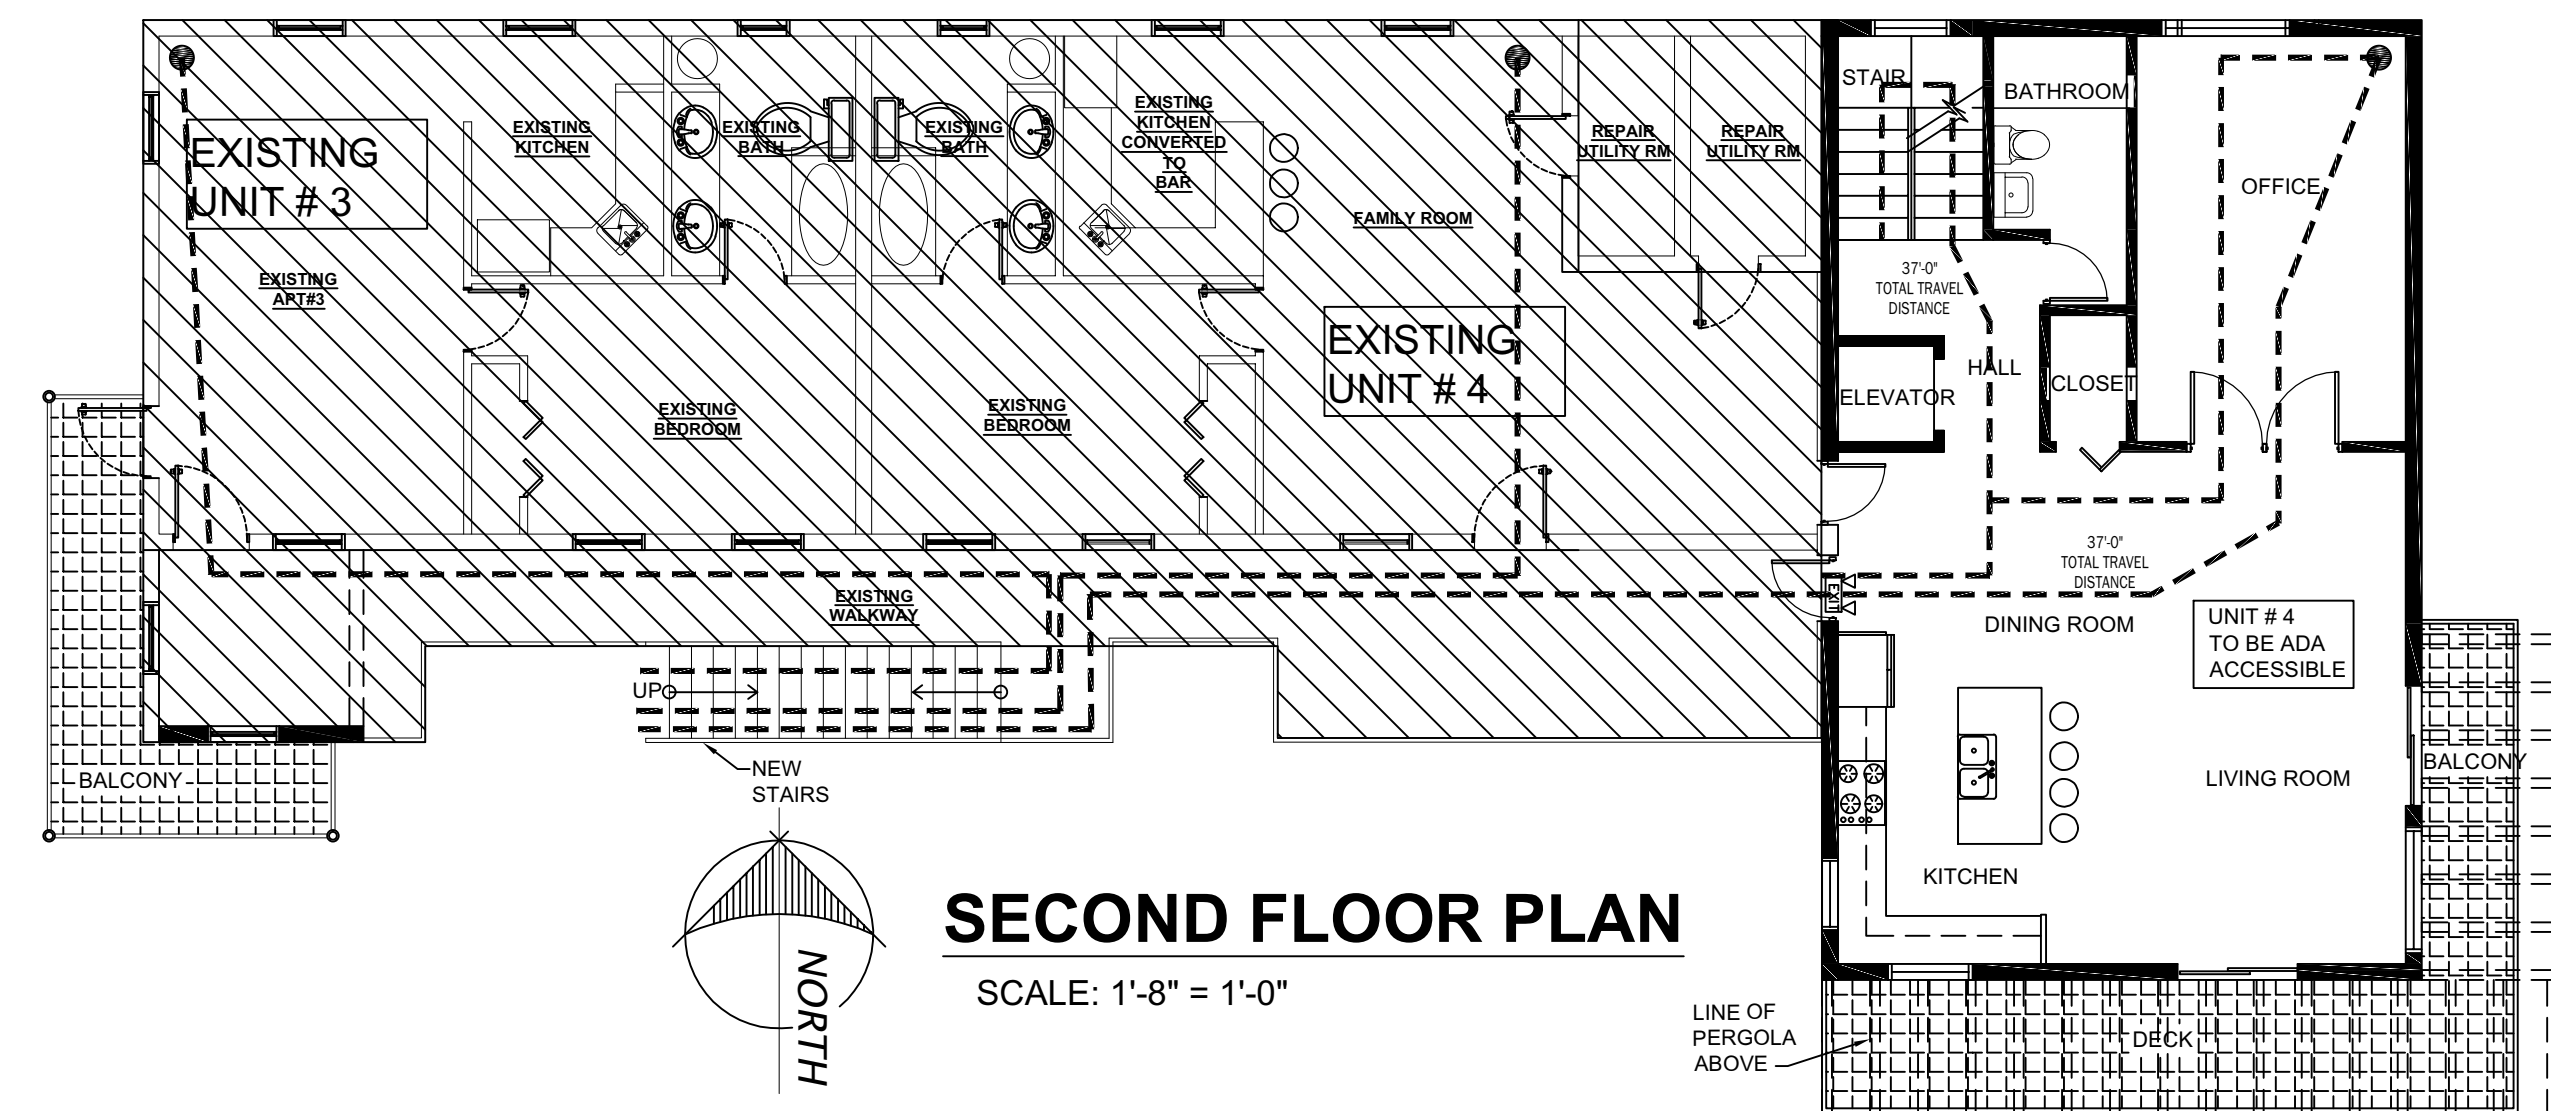 STAIR
BATHROOM
EXISTING
KITCHEN
EXISTING
BATH
EXISTING
BATH
EXISTING
KITCHEN
CONVERTED
TO
BAR
REPAIR
UTILITY RM
REPAIR
UTILITY RM
EXISTING
UNIT # 3
OFFICE
FAMILY ROOM
EXISTING
APT#3
37'-0"
TOTAL TRAVEL
DISTANCE
EXISTING
UNIT # 4
HALL
CLOSET
ELEVATOR
EXISTING
BEDROOM
EXISTING
BEDROOM
37'-0"
TOTAL TRAVEL
DISTANCE
EXISTING
WALKWAY
EXIT
DINING ROOM
UNIT # 4
TO BE ADA
ACCESSIBLE
UP
NEW
STAIRS
BALCONY
LIVING ROOM
BALCONY
KITCHEN
NORTH
SECOND FLOOR PLAN
SCALE: 1'-8" = 1'-0"
LINE OF
PERGOLA
ABOVE
DECK